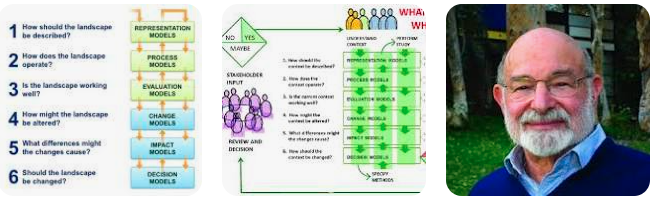 1 How should the landscape
be described?
REPRESENTATION
MODELS
2 How does the landscape
operate?
PROCESS
MODELS
3 Is the landscape working
well?
EVALUATION
MODELS
4 How might the landscape
be altered?
CHANGE
MODELS
5 What differences might
the changes cause?
IMPACT
MODELS
6 Should the landscape
be changed?
DECISION
MODELS
WHA
WH
NO
YES
MAYBE
STAKEHOLDER
INPUT
REVIEW AND
DECISION
UNDERSTAND
CONTEXT
PERFORM
STUDY
1. How should the
context be described?
REPRESENTATION MODELS
2. How does the
context operate?
PROCESS MODELS
3. Is the current context
working well?
EVALUATION MODELS
4. How might the
context be altered?
CHANGE MODELS
5. What differences might
the changes cause?
IMPACT MODELS
6. How should the
context be changed?
DECISION MODELS
SPECIFY
METHODS